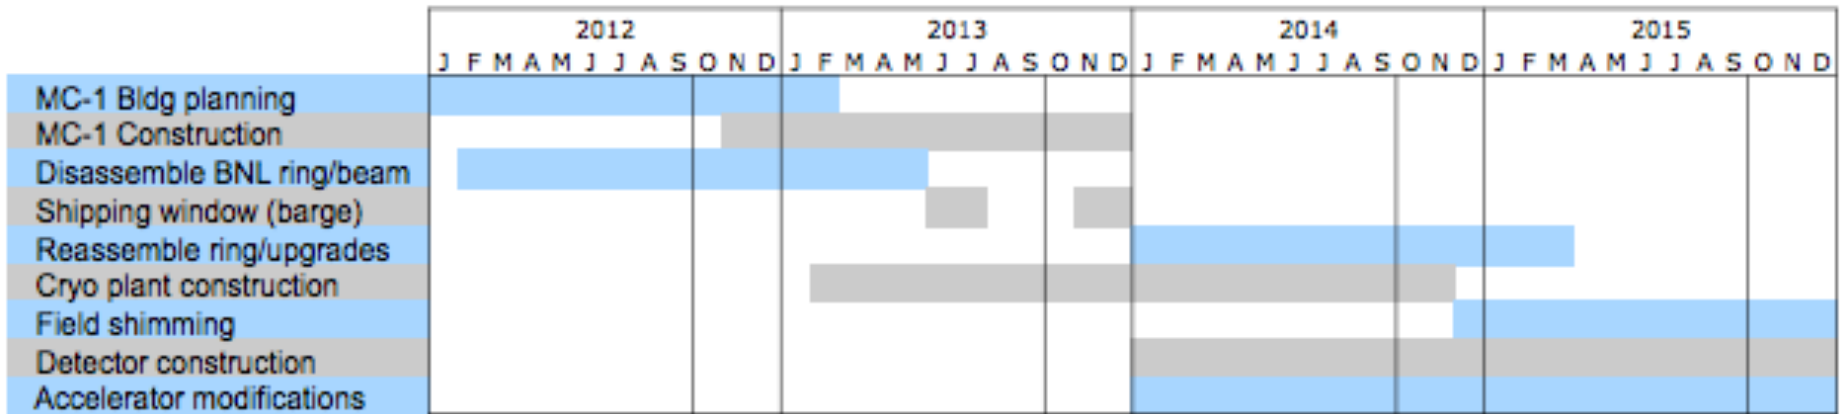 2012 2013 2014 2015
J F M A M J J A S O N D J F M A M J J A S O N D J F M A M J J A S O N D J F M A M J J A S O N D
MC-1 Bldg planning
MC-1 Construction
Disassemble BNL ring/beam
Shipping window (barge)
Reassemble ring/upgrades
Cryo plant construction
Field shimming
Detector construction
Accelerator modifications